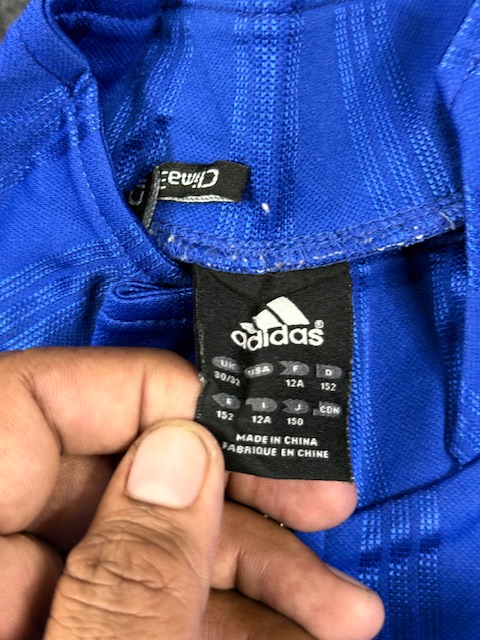 Clima
adidas®
UK USA F D
30/32 12A 152
E I J CDN
152 12A 150
MADE IN CHINA
FABRIQUE EN CHINE